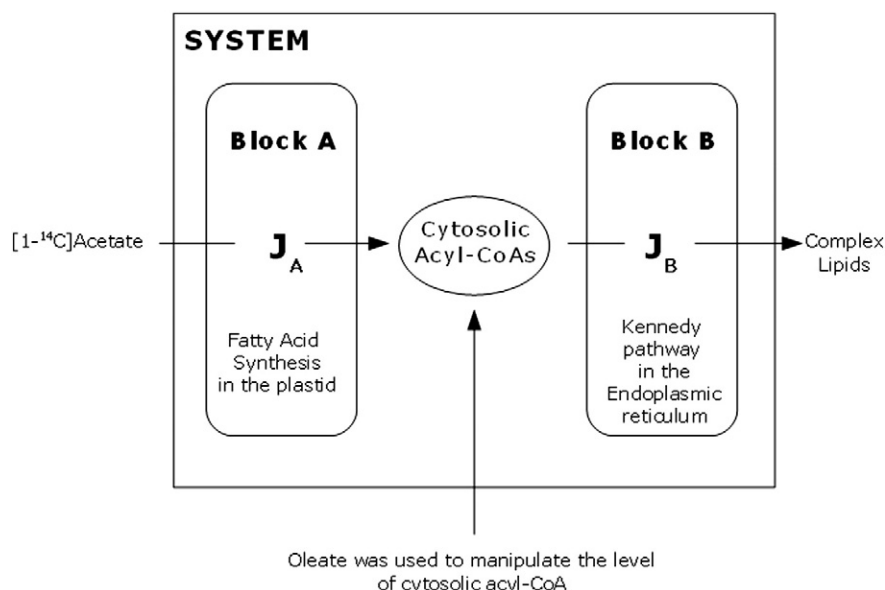 SYSTEM
Block A
Block B
[1-¹⁴C]Acetate
J A
Cytosolic
Acyl-CoAs
J B
Complex
Lipids
Fatty Acid
Synthesis
in the plastid
Kennedy
pathway
in the
Endoplasmic
reticulum
Oleate was used to manipulate the level
of cytosolic acyl-CoA